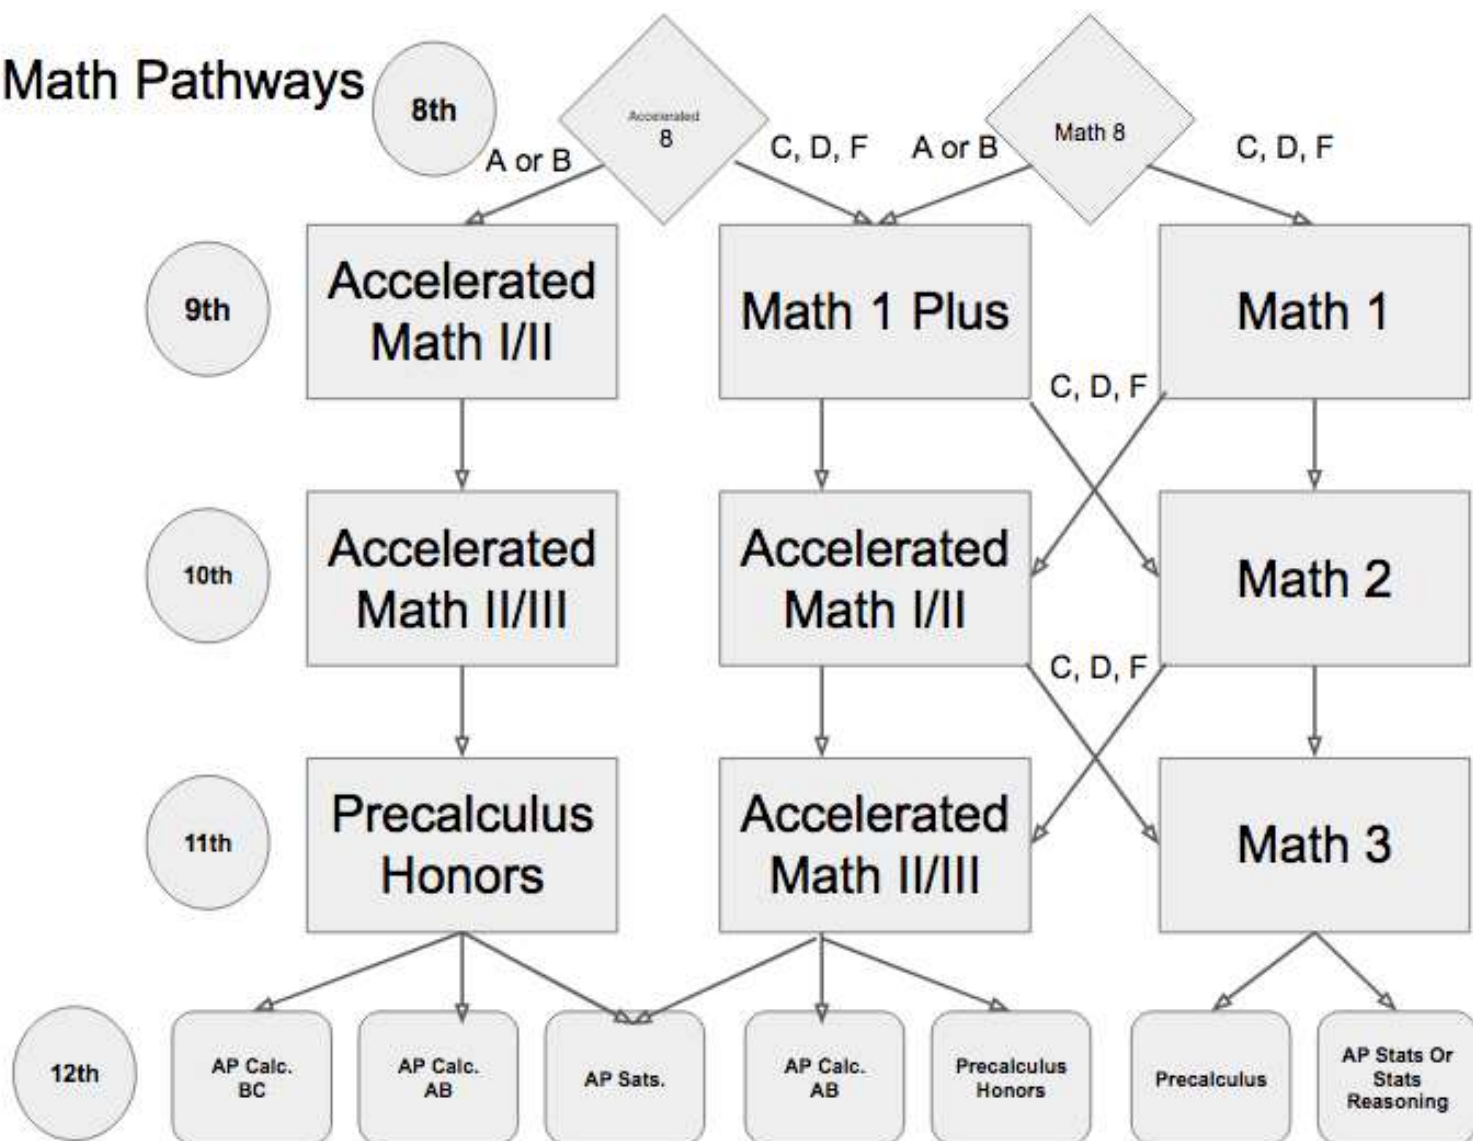 Math Pathways
8th
Accelerated
8
Math 8
A or B
C, D, F
A or B
C, D, F
9th
Accelerated
Math I/II
Math 1 Plus
Math 1
C, D, F
10th
Accelerated
Math II/III
Accelerated
Math I/II
Math 2
C, D, F
11th
Precalculus
Honors
Accelerated
Math II/III
Math 3
12th
AP Calc.
BC
AP Calc.
AB
AP Sats.
AP Calc.
AB
Precalculus
Honors
Precalculus
AP Stats Or
Stats
Reasoning